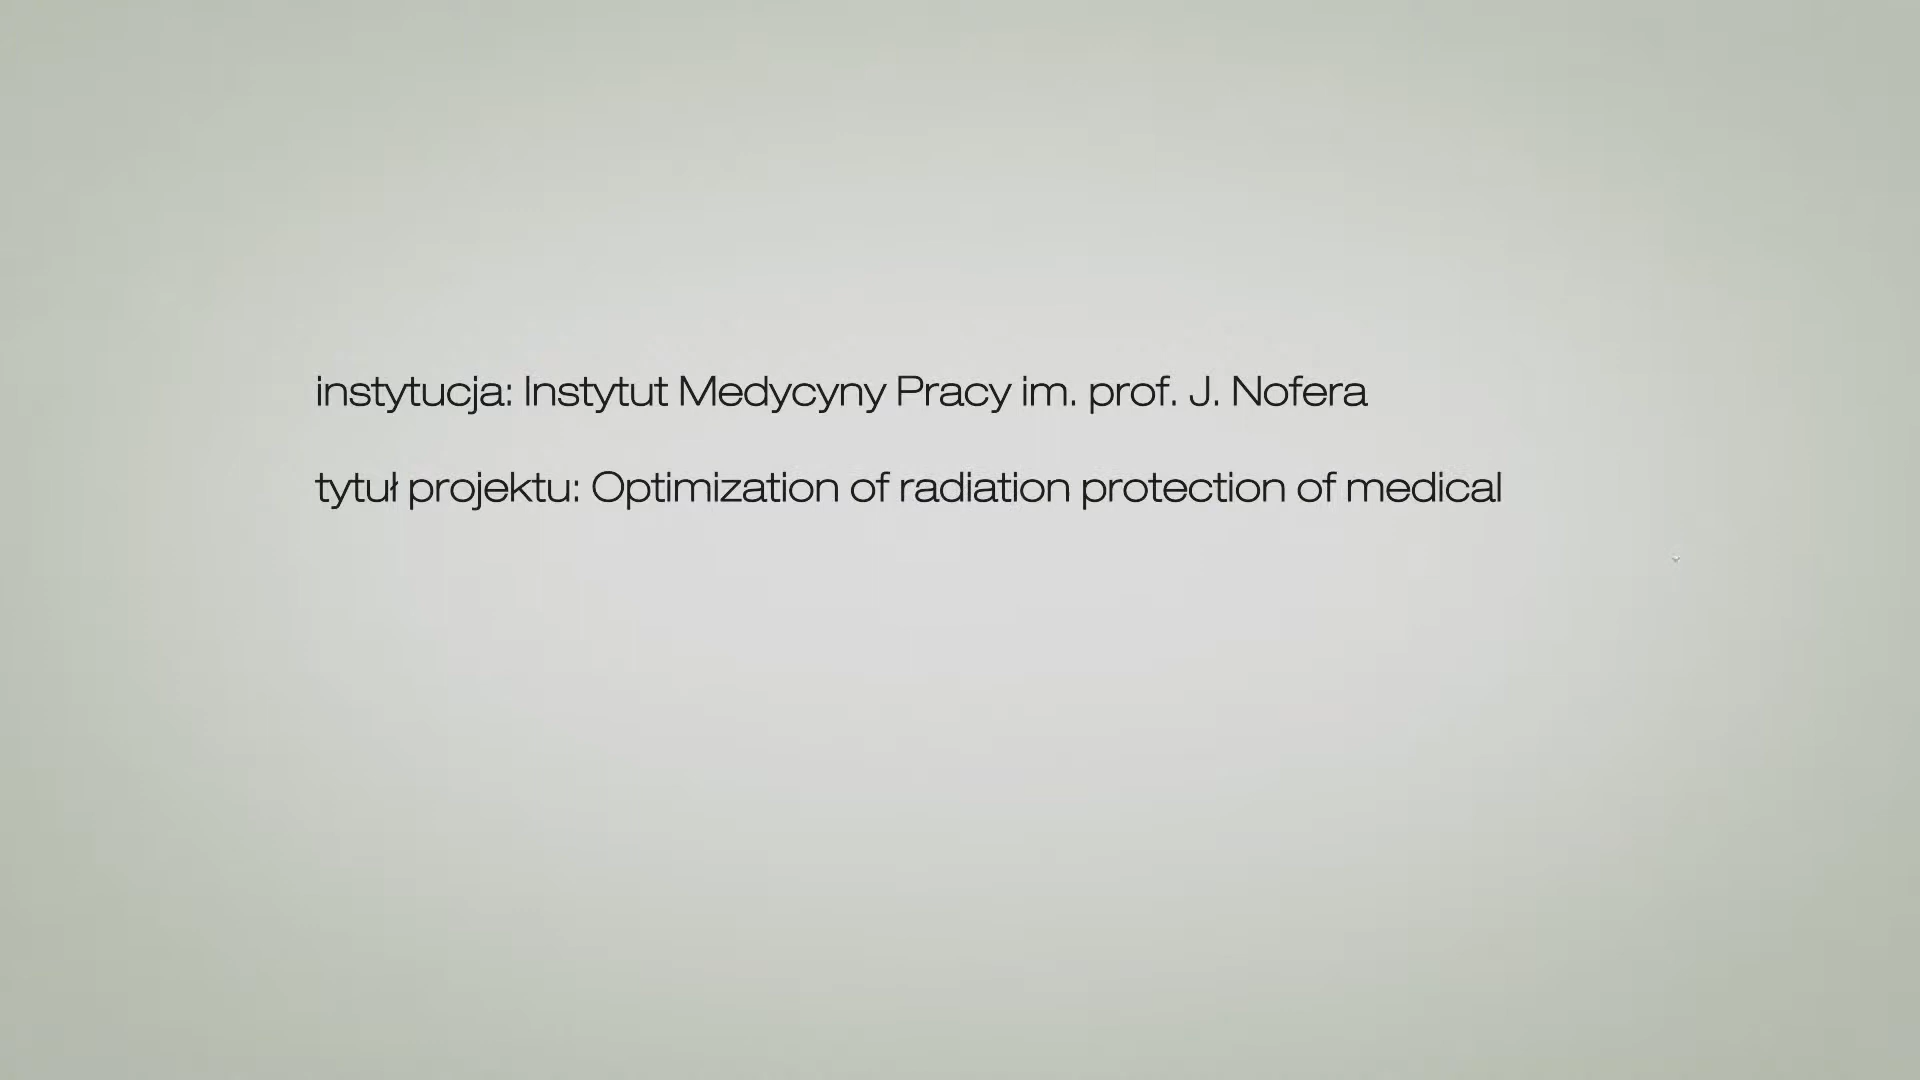 instytucja: Instytut Medycyny Pracy im. prof. J. Nofera
tytuł projektu: Optimization of radiation protection of medical